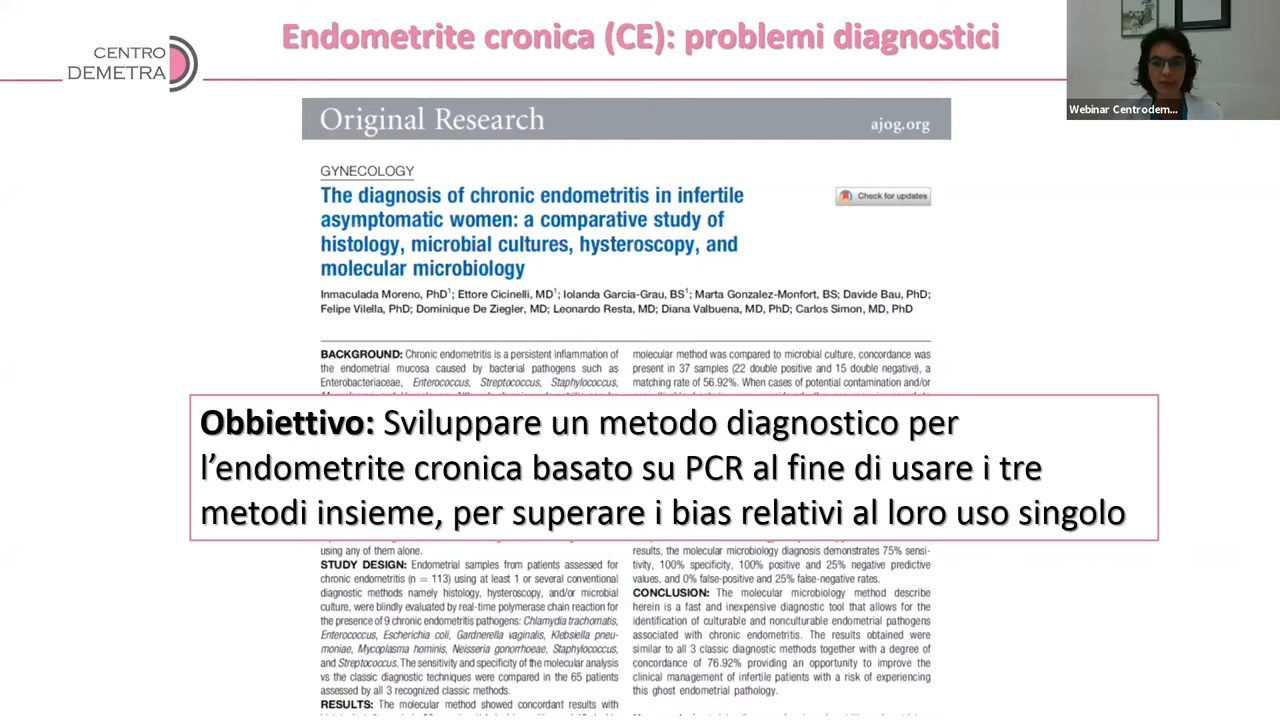 Endometrite cronica (CE): problemi diagnostici
CENTRO
DEMETRA
Webinar Centrodem...
Original Research
ajog.org
GYNECOLOGY
The diagnosis of chronic endometritis in infertile
asymptomatic women: a comparative study of
histology, microbial cultures, hysteroscopy, and
molecular microbiology
Check for updates
Inmaculada Moreno, PhD¹; Ettore Cicinelli, MD¹; Iolanda Garcia-Grau, BS¹; Marta Gonzalez-Monfort, BS; Davide Bau, PhD;
Felipe Vilella, PhD; Dominique De Ziegler, MD; Leonardo Resta, MD; Diana Valbuena, MD, PhD; Carlos Simon, MD, PhD
BACKGROUND: Chronic endometritis is a persistent inflammation of
the endometrial mucosa caused by bacterial pathogens such as
Enterobacteriaceae, Enterococcus, Streptococcus, Staphylococcus,
molecular method was compared to microbial culture, concordance was
present in 37 samples (22 double positive and 15 double negative), a
matching rate of 56.92%. When cases of potential contamination and/or
Obbiettivo: Sviluppare un metodo diagnostico per
l'endometrite cronica basato su PCR al fine di usare i tre
metodi insieme, per superare i bias relativi al loro uso singolo
using any of them alone.
STUDY DESIGN: Endometrial samples from patients assessed for
chronic endometritis (n = 113) using at least 1 or several conventional
diagnostic methods namely histology, hysteroscopy, and/or microbial
culture, were blindly evaluated by real-time polymerase chain reaction for
the presence of 9 chronic endometritis pathogens: Chlamydia trachomatis,
Enterococcus, Escherichia coli, Gardnerella vaginalis, Klebsiella pneu-
moniae, Mycoplasma hominis, Neisseria gonorrhoeae, Staphylococcus,
and Streptococcus. The sensitivity and specificity of the molecular analysis
vs the classic diagnostic techniques were compared in the 65 patients
assessed by all 3 recognized classic methods.
RESULTS: The molecular method showed concordant results with
results, the molecular microbiology diagnosis demonstrates 75% sensi-
tivity, 100% specificity, 100% positive and 25% negative predictive
values, and 0% false-positive and 25% false-negative rates.
CONCLUSION: The molecular microbiology method describe
herein is a fast and inexpensive diagnostic tool that allows for the
identification of culturable and nonculturable endometrial pathogens
associated with chronic endometritis. The results obtained were
similar to all 3 classic diagnostic methods together with a degree of
concordance of 76.92% providing an opportunity to improve the
clinical management of infertile patients with a risk of experiencing
this ghost endometrial pathology.